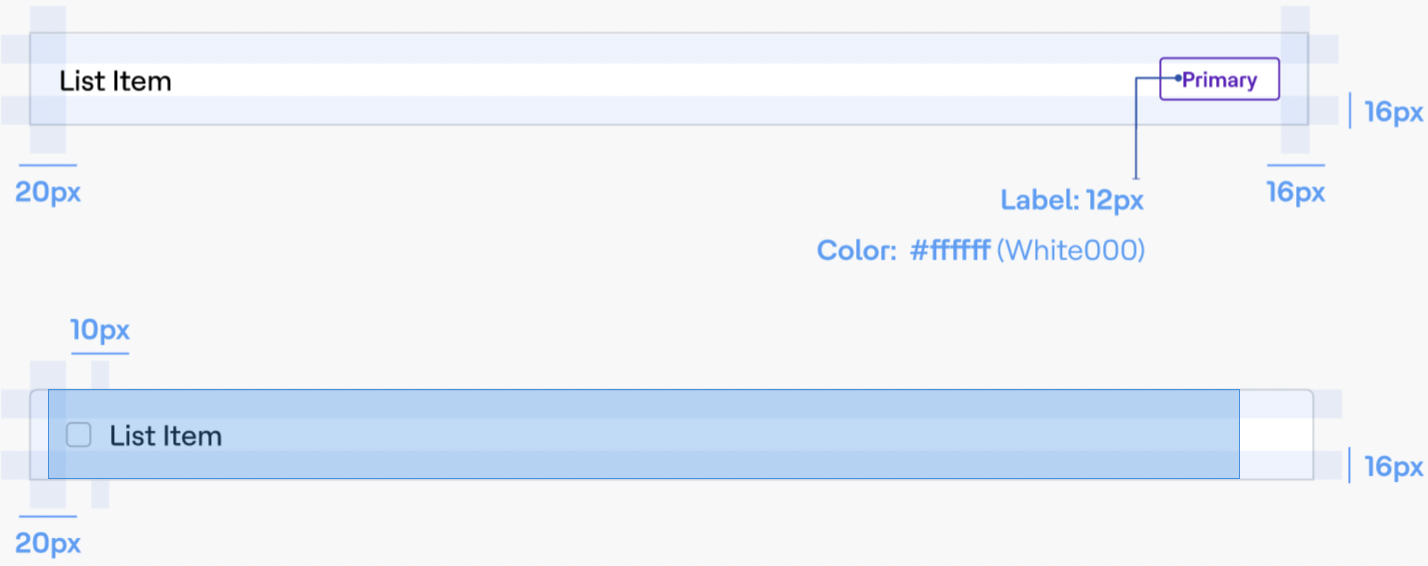 List Item
Primary
16px
20px
16px
Label: 12px
Color: #ffffff (White000)
10px
List Item
16px
20px